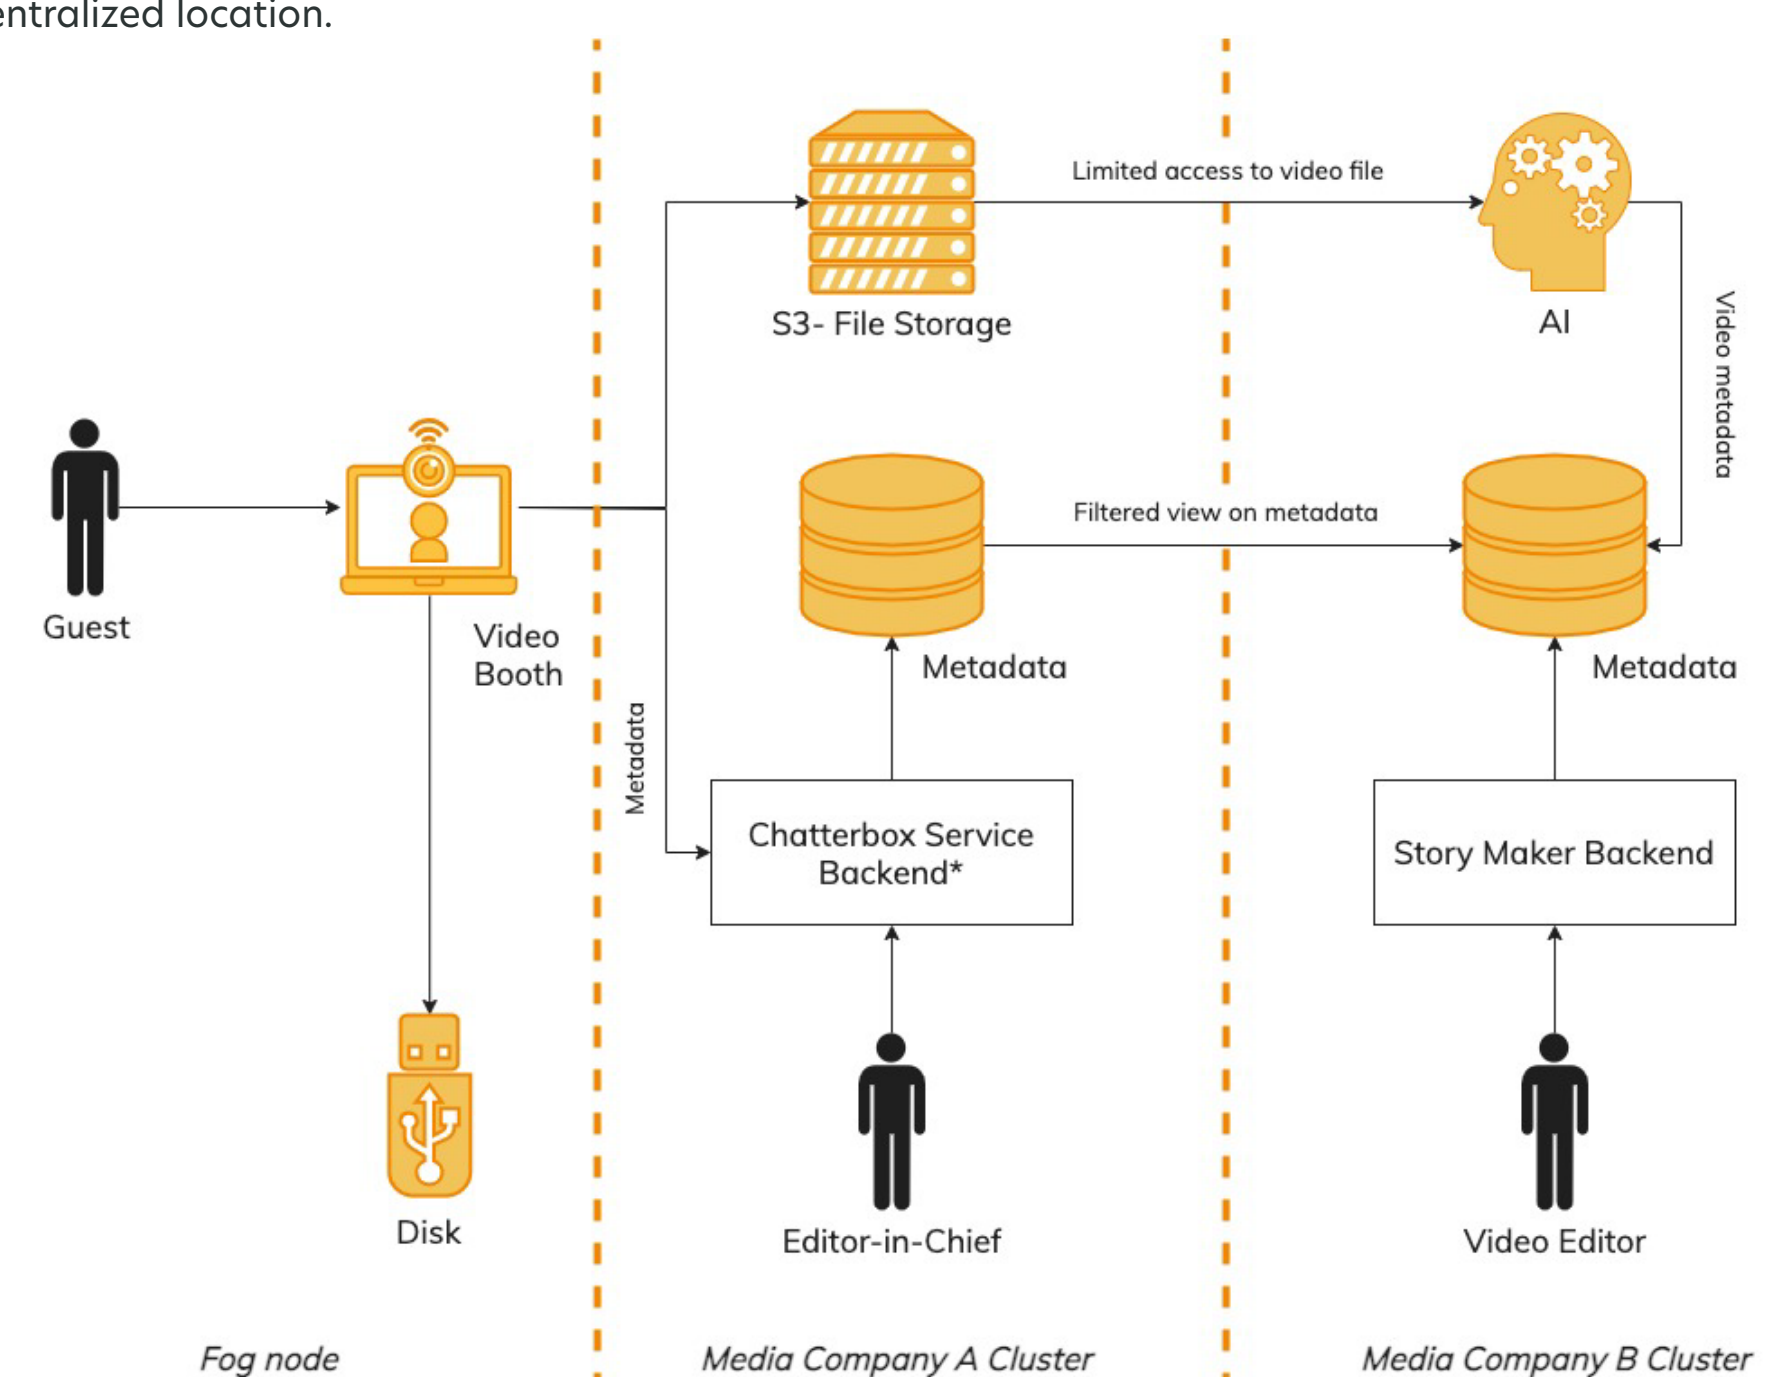 entralized location.
Limited access to video file
S3- File Storage
AI
Video metadata
Filtered view on metadata
Guest
Video
Booth
Metadata
Metadata
Metadata
Chatterbox Service
Backend*
Story Maker Backend
Disk
Editor-in-Chief
Video Editor
Fog node
Media Company A Cluster
Media Company B Cluster